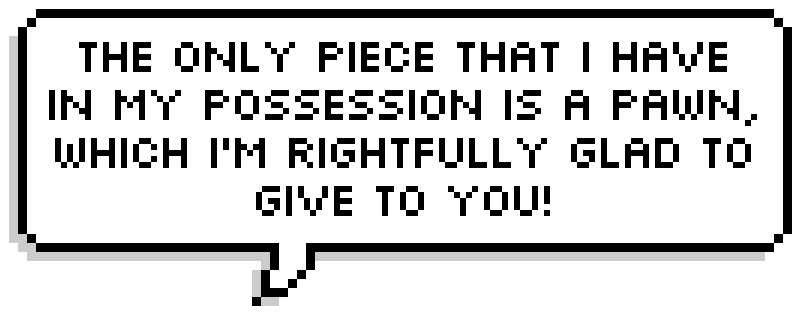 THE ONLY PIECE THAT I HAVE
IN MY POSSESSION IS A PAWN,
WHICH I'M RIGHTFULLY GLAD TO
GIVE TO YOU!